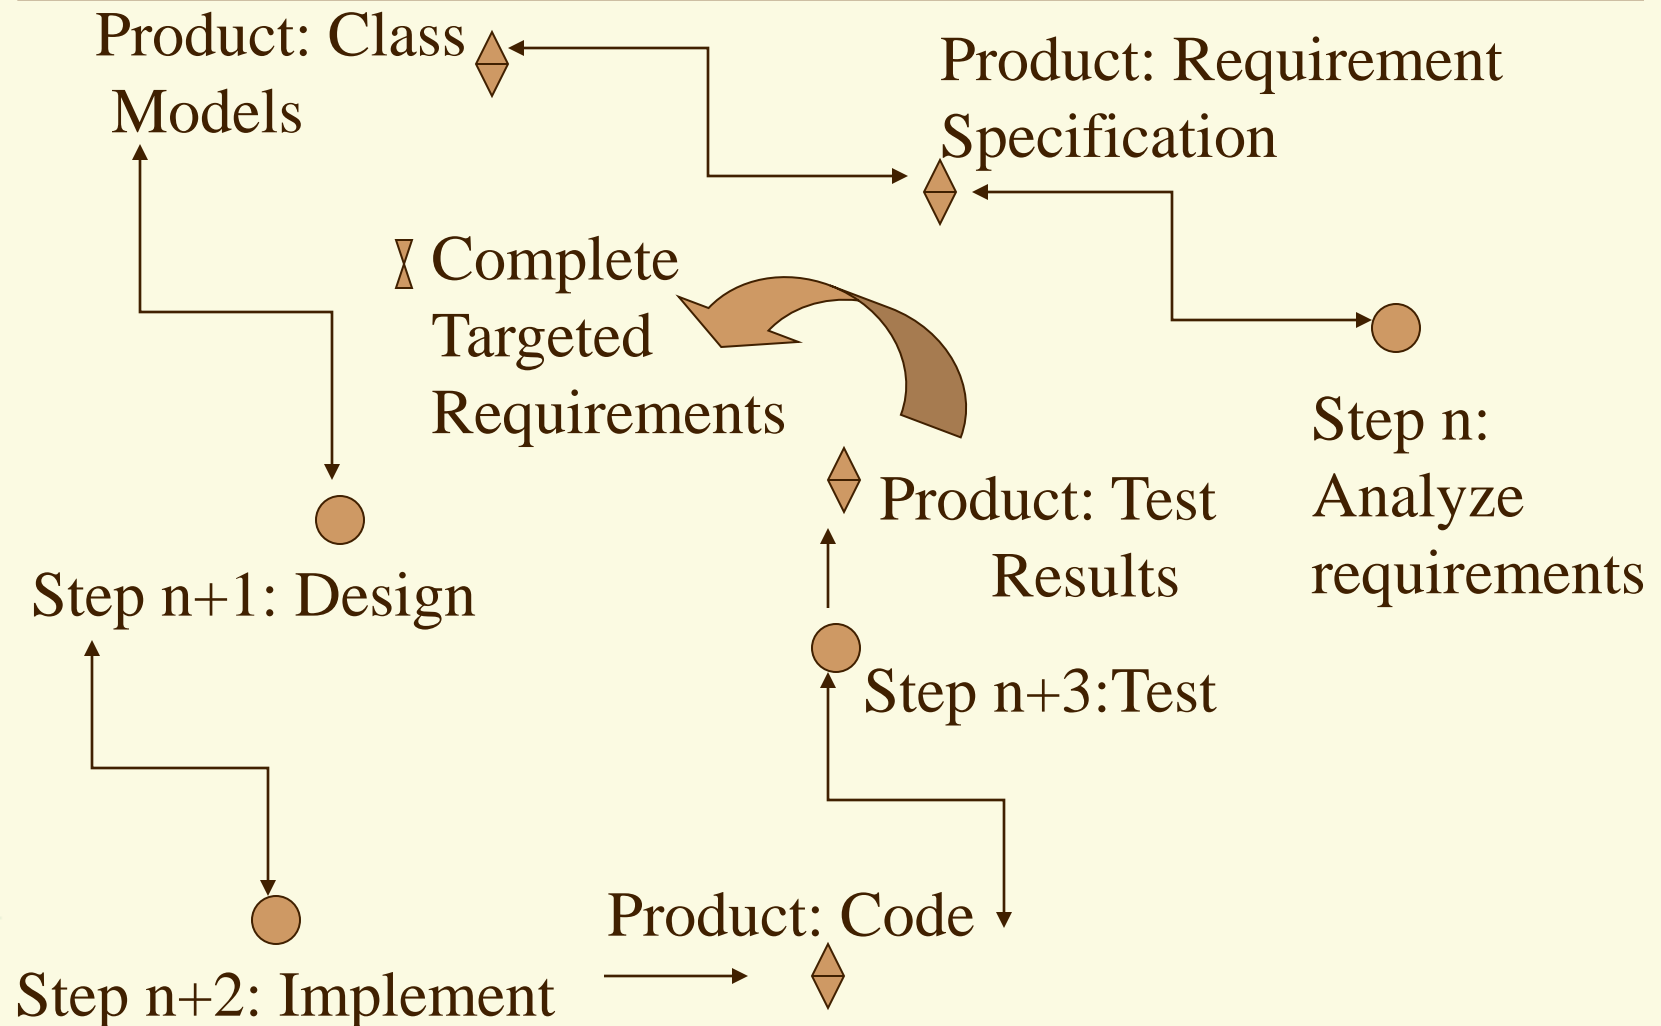 Product: Class
Models
Product: Requirement
Specification
Complete
Targeted
Requirements
Step n:
Analyze
requirements
Product: Test
Results
Step n+1: Design
Step n+3:Test
Product: Code
Step n+2: Implement